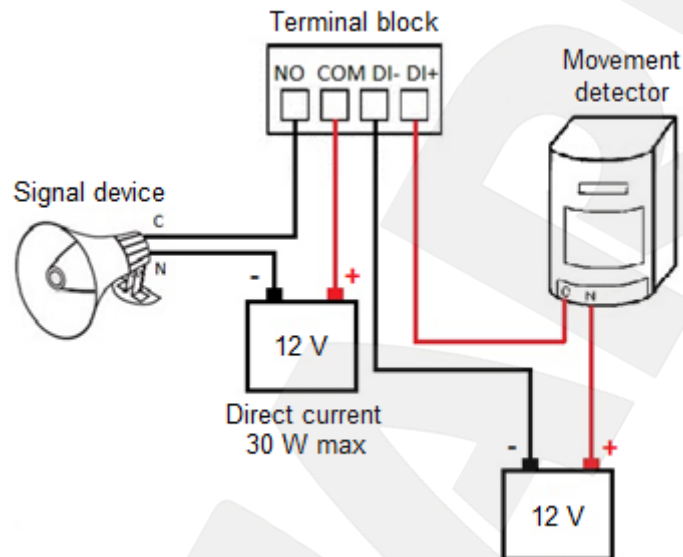 Terminal block
NO COM DI- DI+
Movement
detector
Signal device
C
N
- +
12 V
Direct current
30 W max
C N
- +
12 V